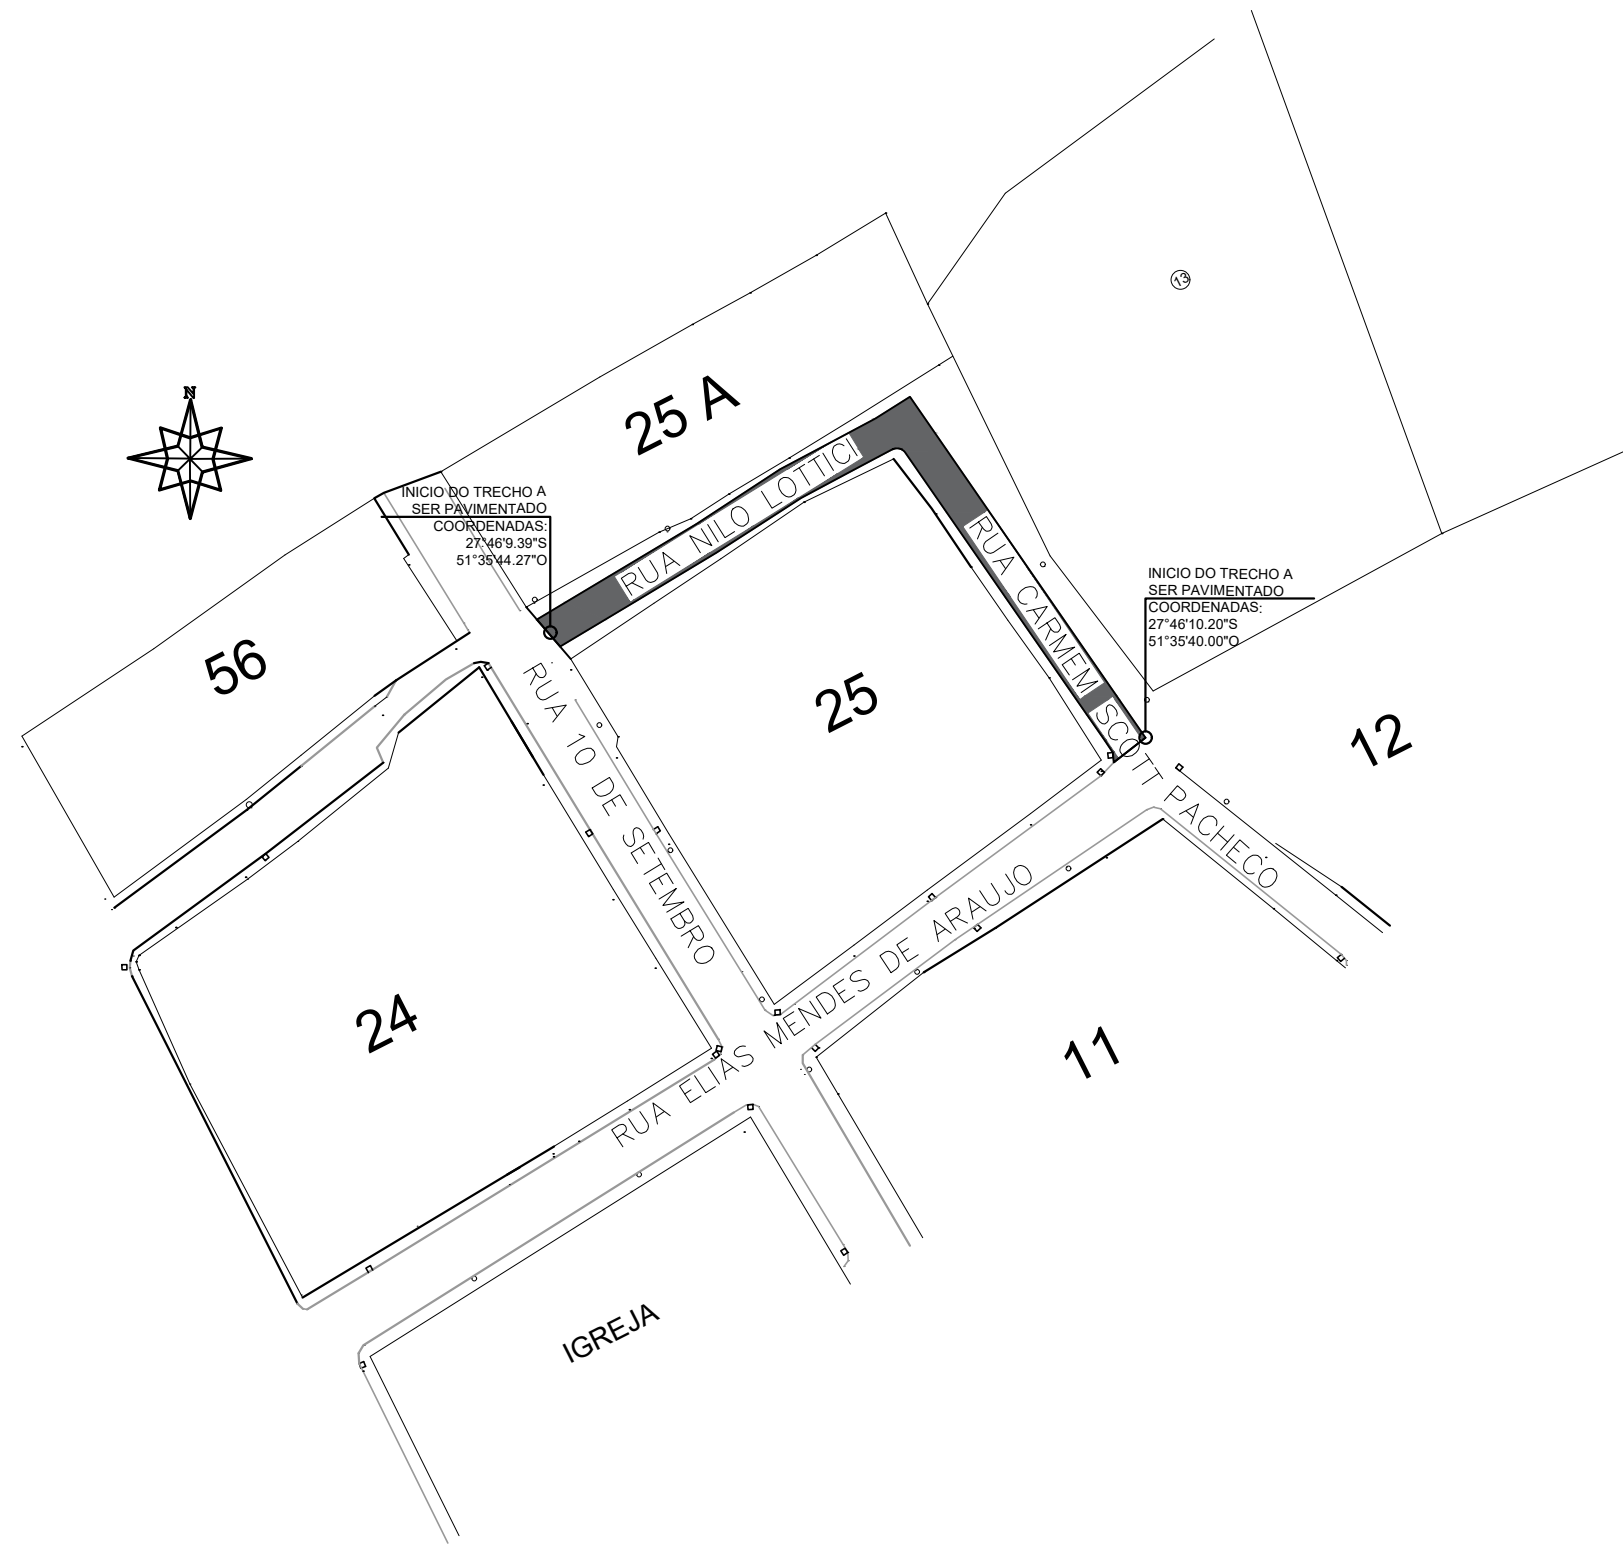 13
N
25 A
INICIO DO TRECHO A
SER PAVIMENTADO
COORDENADAS:
27°46'9.39"S
51°35'44.27"O
RUA NILO LOTTICI
RUA CARMEM SCOTT PACHECO
INICIO DO TRECHO A
SER PAVIMENTADO
COORDENADAS:
27°46'10.20"S
51°35'40.00"O
56
25
12
RUA 10 DE SETEMBRO
RUA ELIAS MENDES DE ARAUJO
24
11
IGREJA